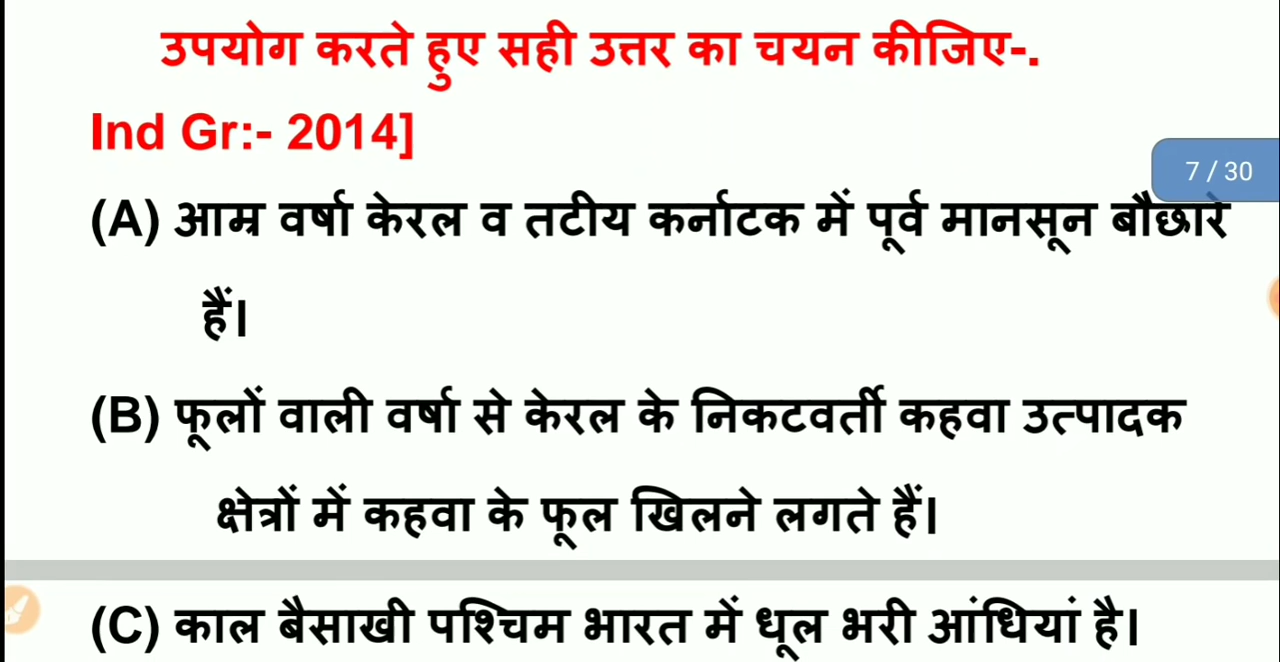 उपयोग करते हुए सही उत्तर का चयन कीजिए-.
Ind Gr:- 2014]
7 / 30
(A) आम्र वर्षा केरल व तटीय कर्नाटक में पूर्व मानसून बौछारे
हैं।
(B) फूलों वाली वर्षा से केरल के निकटवर्ती कहवा उत्पादक
क्षेत्रों में कहवा के फूल खिलने लगते हैं।
(C) काल बैसाखी पश्चिम भारत में धूल भरी आंधियां है।